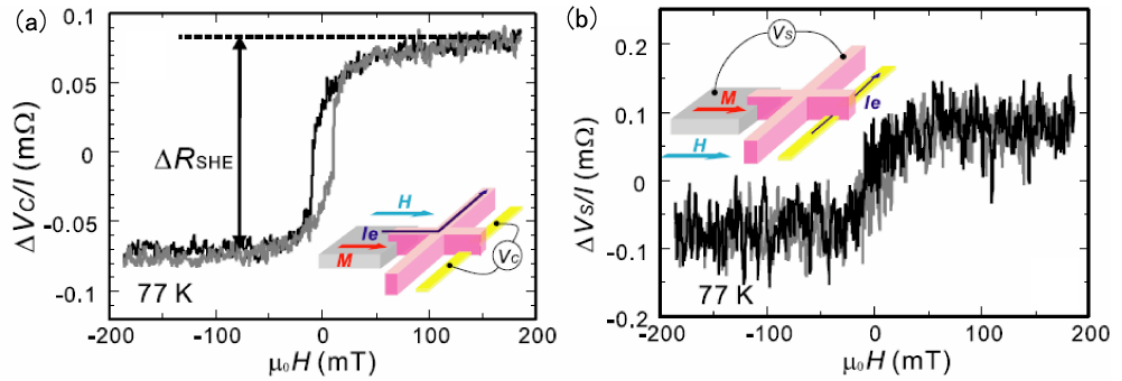 (a)
0.1
0.05
0
-0.05
-0.1
ΔVC/I (mΩ)
ΔRSHE
H
Ie
M
VC
77 K
-200 -100 0 100 200
μ₀H (mT)
(b)
0.2
0.1
0
-0.1
-0.2
ΔVS/I (mΩ)
VS
M
Ie
H
77 K
-200 -100 0 100 200
μ₀H (mT)